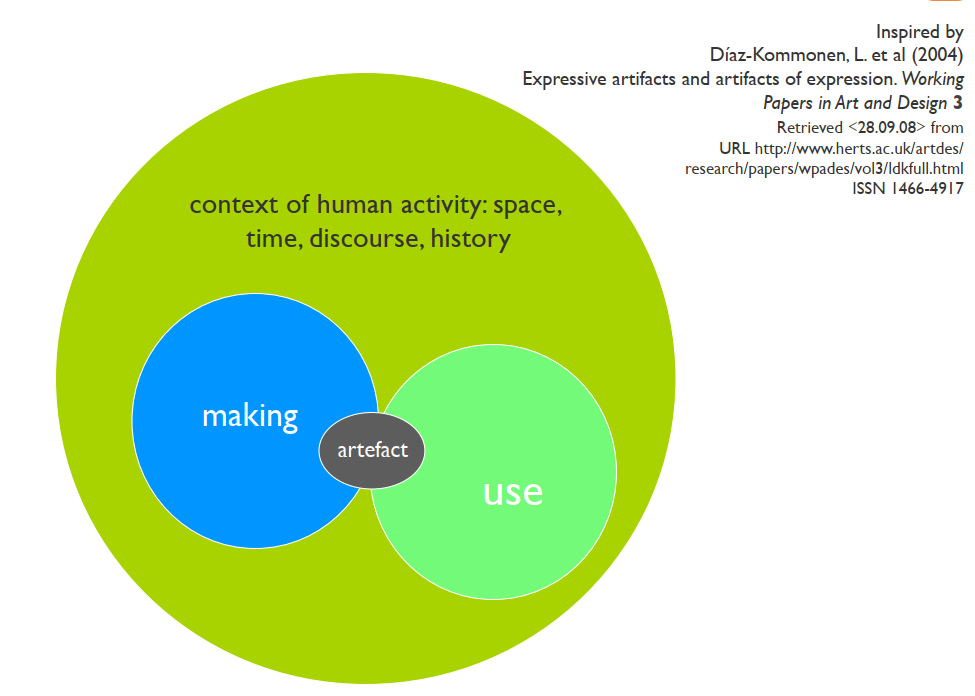 Inspired by
Díaz-Kommonen, L. et al (2004)
Expressive artifacts and artifacts of expression. Working
Papers in Art and Design 3
Retrieved <28.09.08> from
URL http://www.herts.ac.uk/artdes/
research/papers/wpades/vol3/ldkfull.html
ISSN 1466-4917
context of human activity: space,
time, discourse, history
making
artefact
use